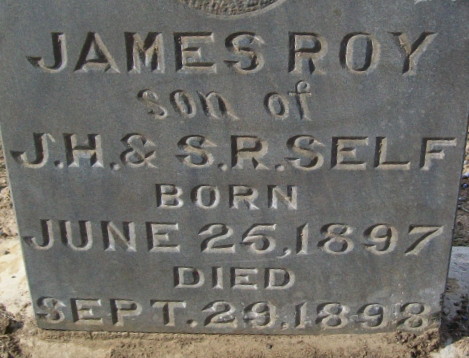 JAMES ROY
son of
J.H. & S.R. SELF
BORN
JUNE 25, 1897
DIED
SEPT. 29, 1898